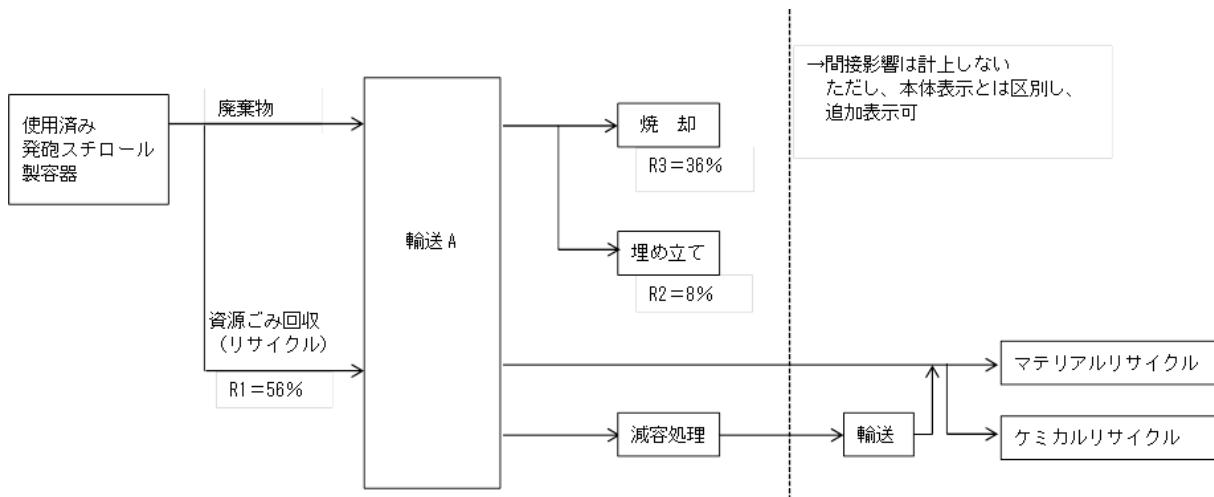 使用済み
発砲スチロール
製容器
廃棄物
資源ごみ回収
（リサイクル）
R1＝56%
輸送A
焼　却
R3＝36%
埋め立て
R2＝8%
減容処理
→間接影響は計上しない
ただし、本体表示とは区別し、
追加表示可
輸送
マテリアルリサイクル
ケミカルリサイクル